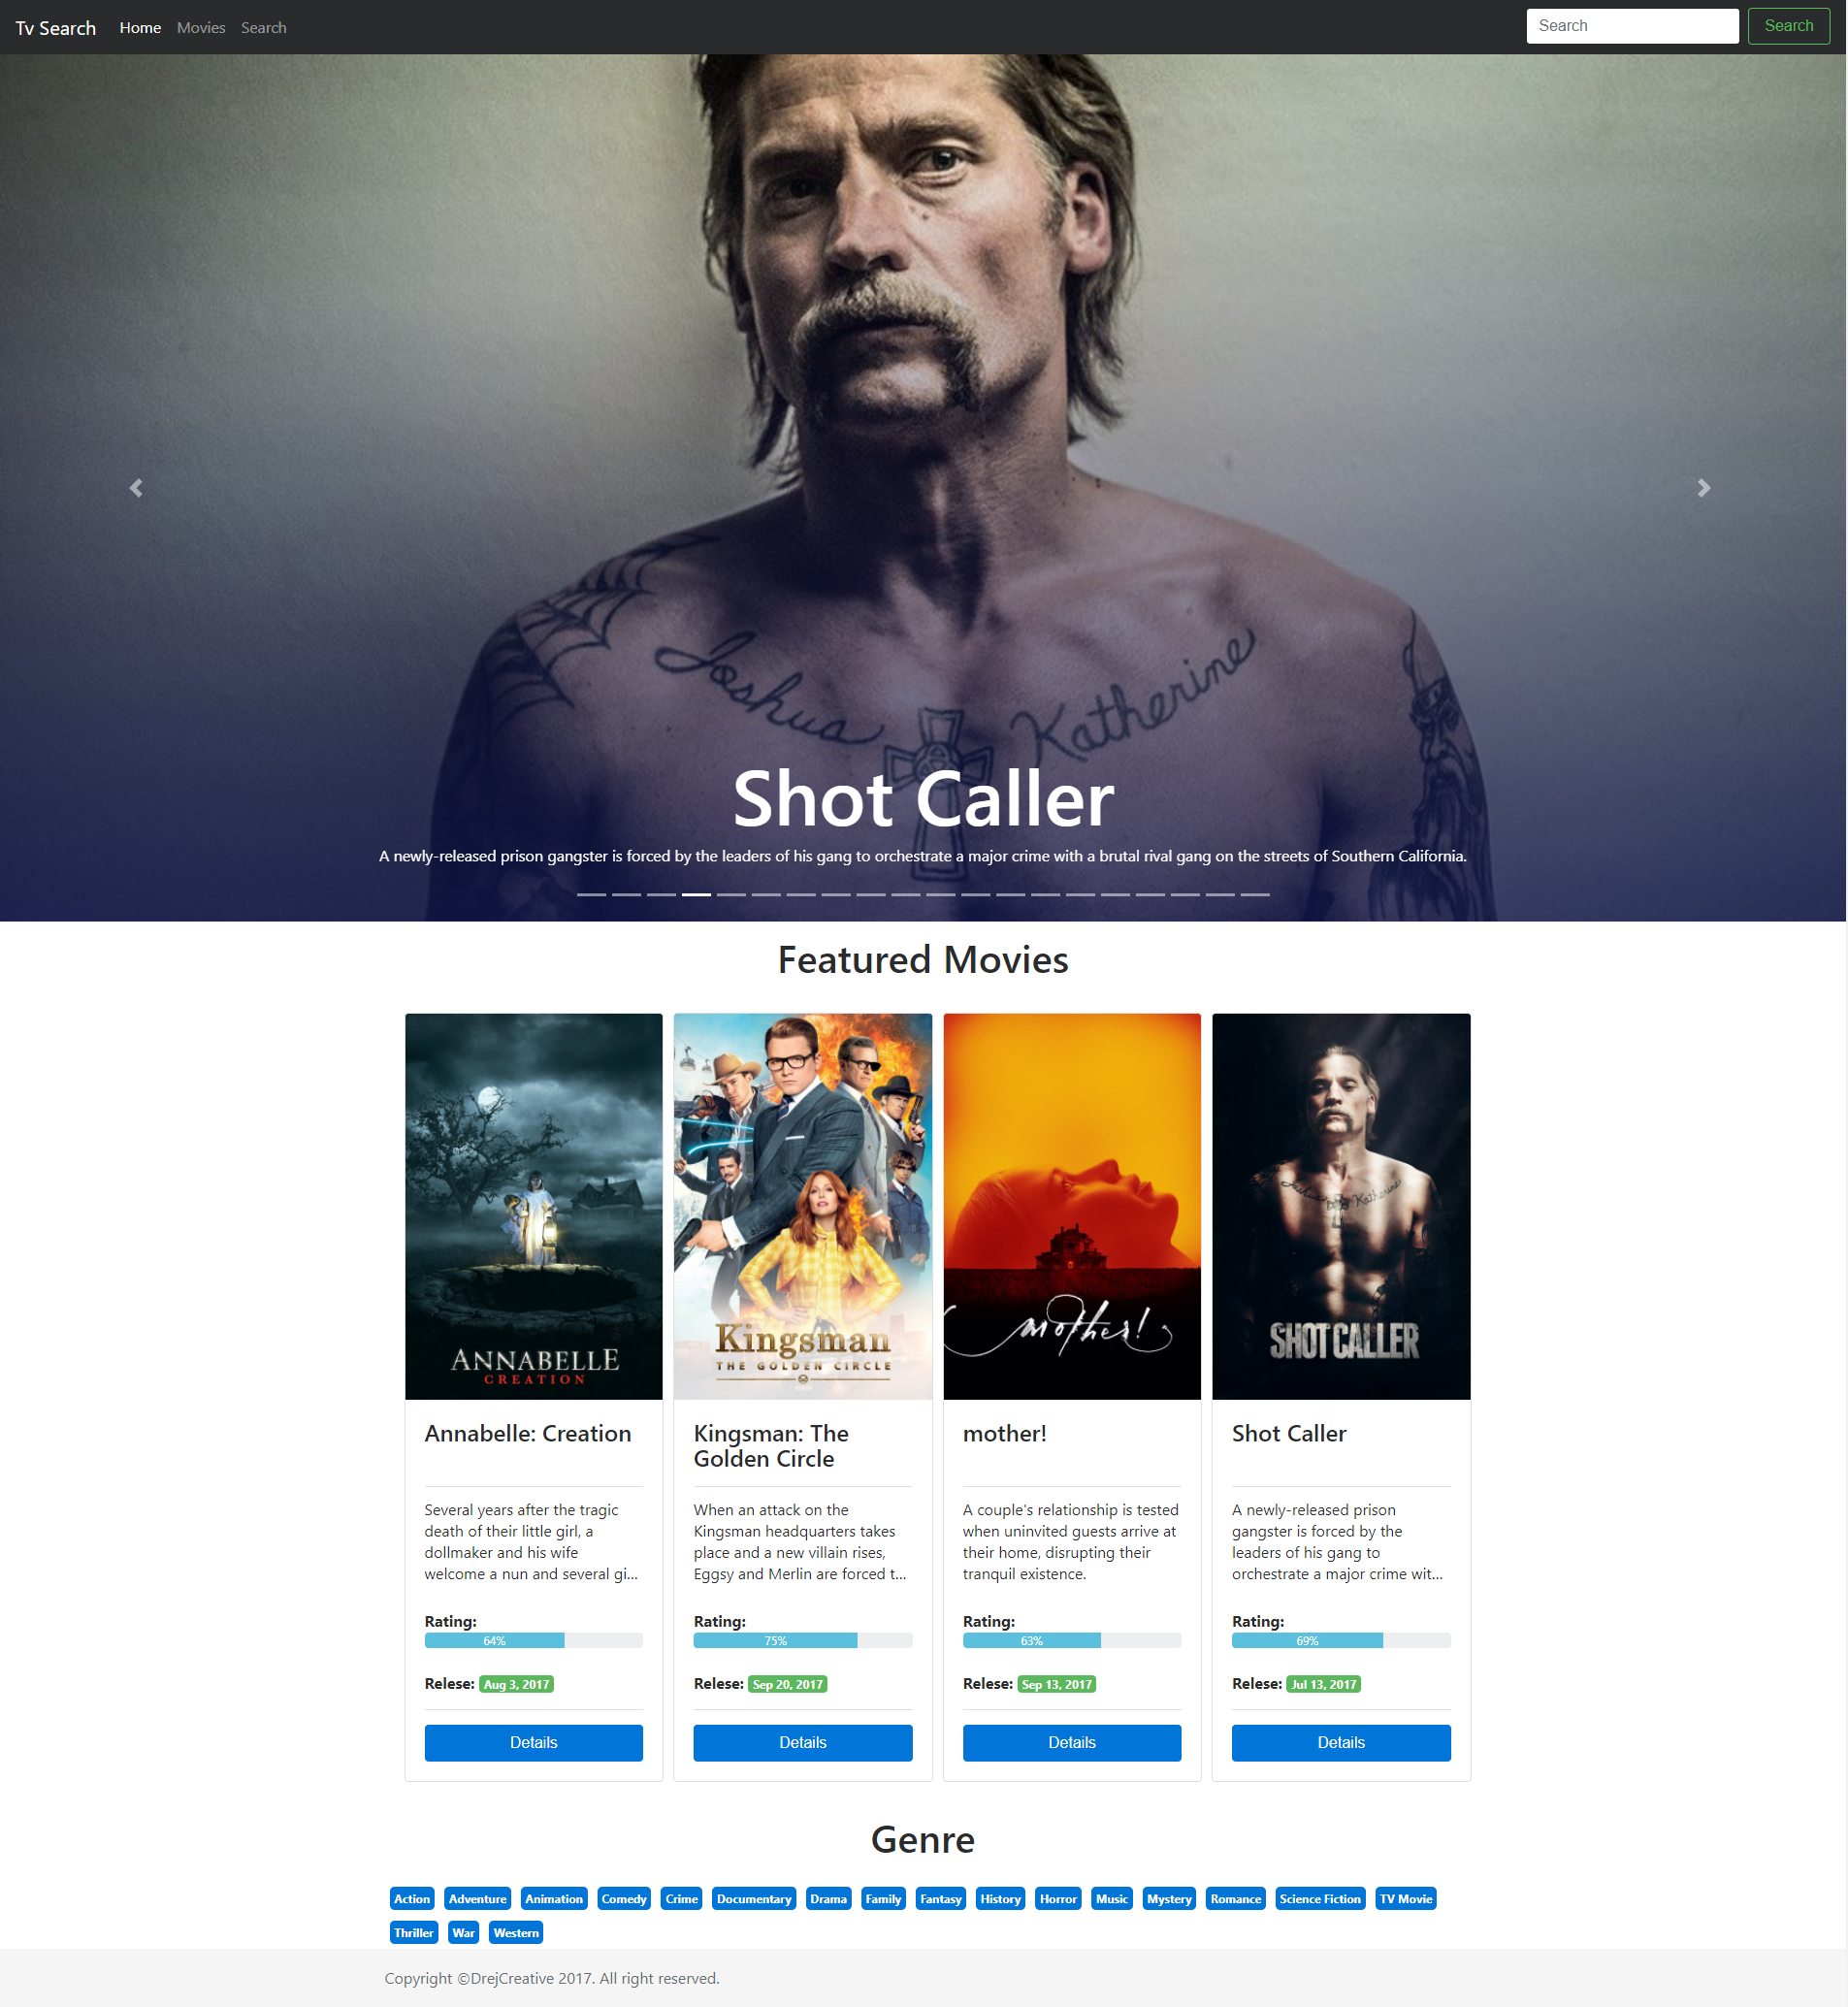 Tv Search Home Movies Search Search Search
Joshua Katherine
Shot Caller
A newly-released prison gangster is forced by the leaders of his gang to orchestrate a major crime with a brutal rival gang on the streets of Southern California.
Featured Movies
ANNABELLE
CREATION
Kingsman
THE GOLDEN CIRCLE
mother!
Joshua Katherine
SHOT CALLER
Annabelle: Creation
Several years after the tragic
death of their little girl, a
dollmaker and his wife
welcome a nun and several gi...
Rating:
64%
Relese: Aug 3, 2017
Details
Kingsman: The
Golden Circle
When an attack on the
Kingsman headquarters takes
place and a new villain rises,
Eggsy and Merlin are forced t...
Rating:
75%
Relese: Sep 20, 2017
Details
mother!
A couple's relationship is tested
when uninvited guests arrive at
their home, disrupting their
tranquil existence.
Rating:
63%
Relese: Sep 13, 2017
Details
Shot Caller
A newly-released prison
gangster is forced by the
leaders of his gang to
orchestrate a major crime wit...
Rating:
69%
Relese: Jul 13, 2017
Details
Genre
Action Adventure Animation Comedy Crime Documentary Drama Family Fantasy History Horror Music Mystery Romance Science Fiction TV Movie
Thriller War Western
Copyright ©DrejCreative 2017. All right reserved.